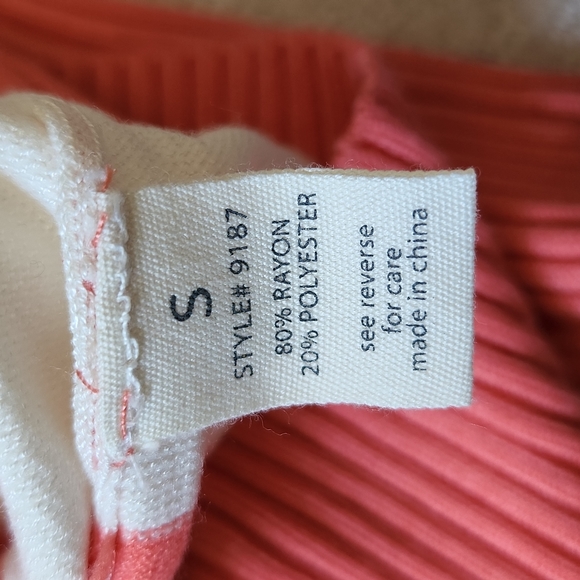 S
STYLE# 9187
80% RAYON
20% POLYESTER
see reverse
for care
made in china